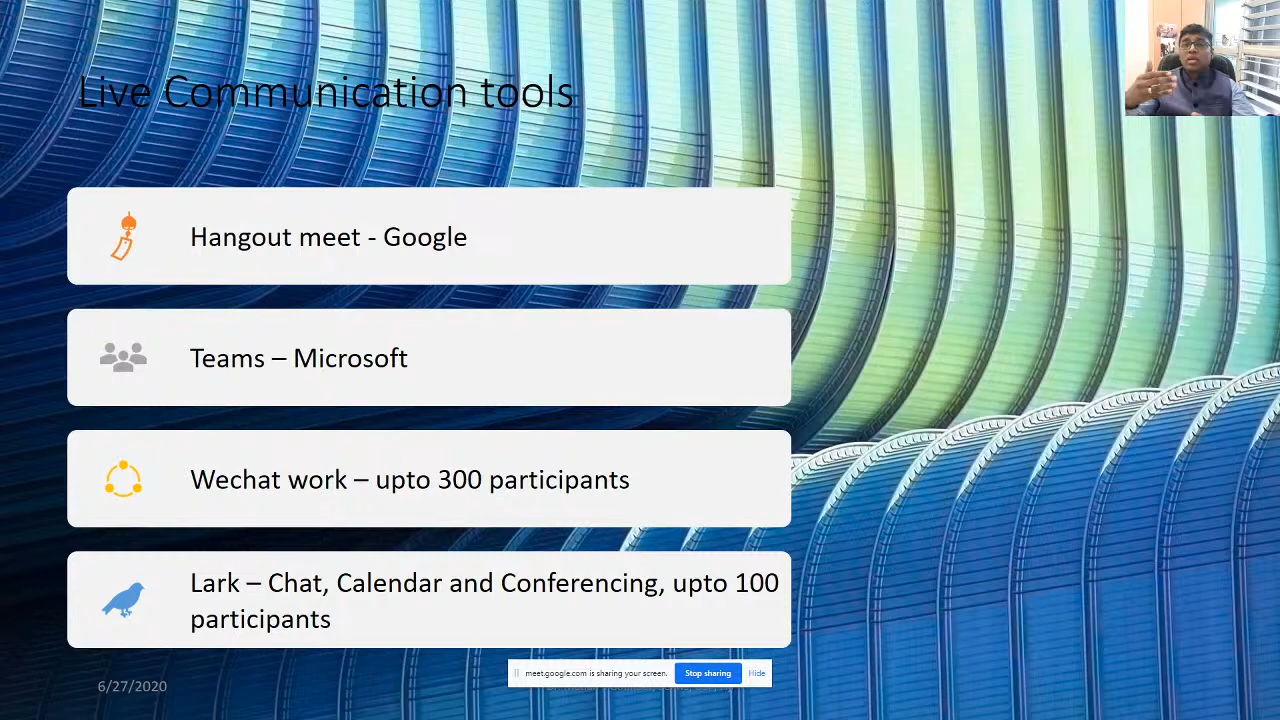 Live Communication tools
Hangout meet - Google
Teams – Microsoft
Wechat work – upto 300 participants
Lark – Chat, Calendar and Conferencing, upto 100
participants
meet.google.com is sharing your screen.
Stop sharing
Hide
6/27/2020